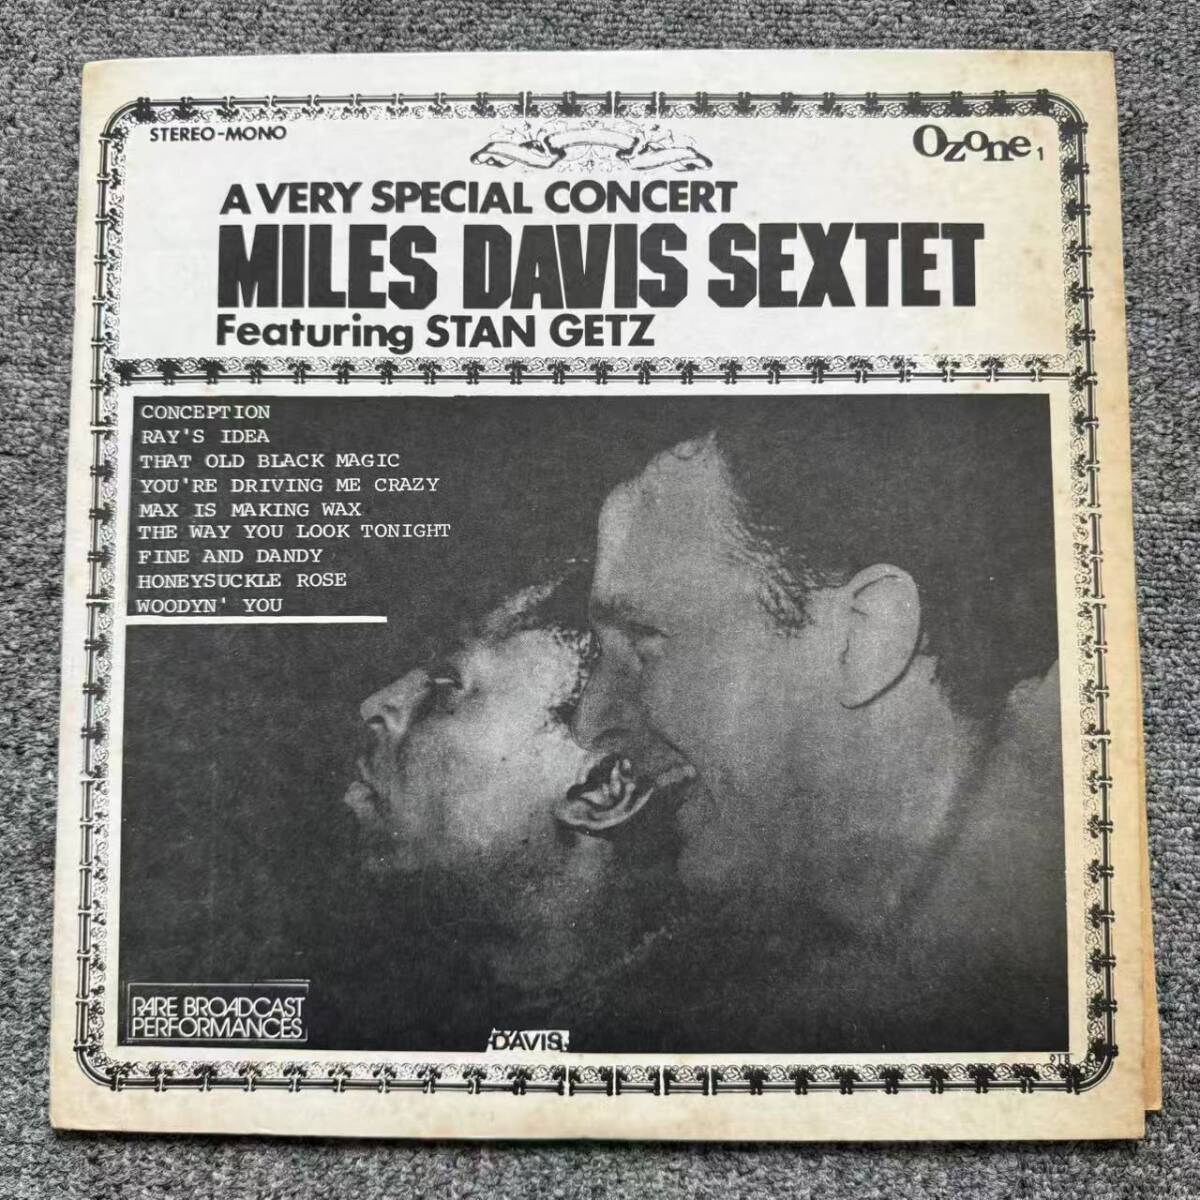 STEREO-MONO
Ozone 1
A VERY SPECIAL CONCERT
MILES DAVIS SEXTET
Featuring STAN GETZ
CONCEPTION
RAY'S IDEA
THAT OLD BLACK MAGIC
YOU'RE DRIVING ME CRAZY
MAX IS MAKING WAX
THE WAY YOU LOOK TONIGHT
FINE AND DANDY
HONEYSUCKLE ROSE
WOODYN' YOU
RARE BROADCAST
PERFORMANCES
DAVIS